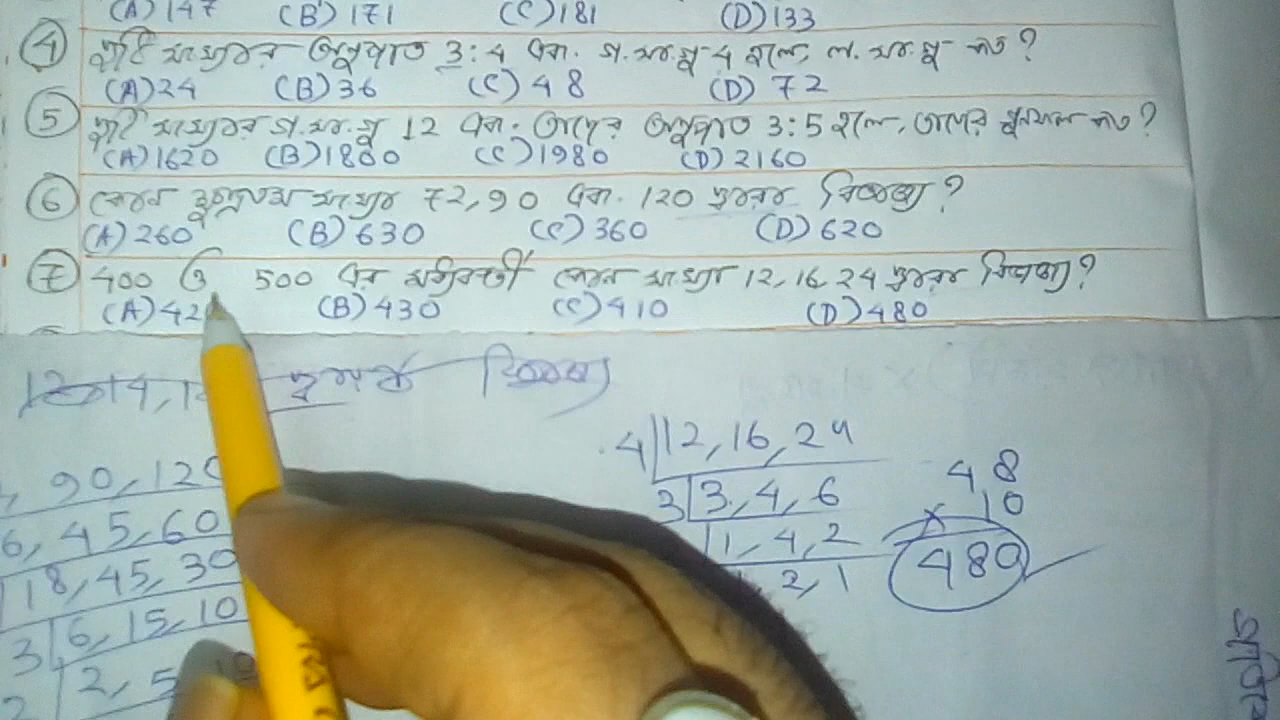 (A) 147 (B) 171 (C) 181 (D) 133
④ দুটি সংখ্যার অনুপাত 3:4 এবং গ.সা.গু 4 হলে, ল.সা.গু কত?
(A) 24 (B) 36 (C) 48 (D) 72
⑤ দুটি সংখ্যার গ.সা.গু 12 এবং তাদের অনুপাত 3:5 হলে, তাদের গুনফল কত?
(A) 1620 (B) 1800 (C) 1980 (D) 2160
⑥ কোন ক্ষুদ্রতম সংখ্যা 72, 90 এবং 120 দ্বারা বিভাজ্য?
(A) 260 (B) 630 (C) 360 (D) 620
⑦ 400 ও 500 এর মধ্যবর্তী কোন সংখ্যা 12, 16, 24 দ্বারা বিভাজ্য?
(A) 42 (B) 430 (C) 410 (D) 480
বিভাজ্য
90, 120
6, 45, 60
18, 45, 30
3 6, 15, 10
2 2, 5
4 12, 16, 24
3 3, 4, 6
1, 4, 2
2, 1
48
× 10
480